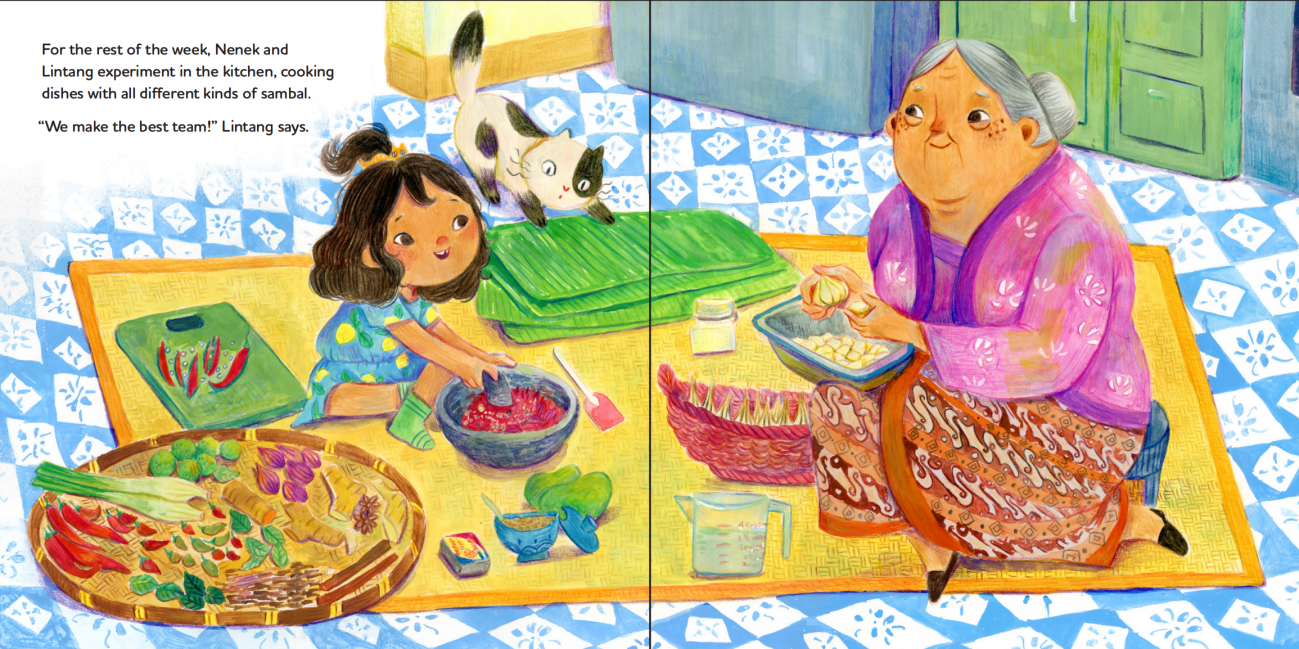 For the rest of the week, Nenek and
Lintang experiment in the kitchen, cooking
dishes with all different kinds of sambal.
“We make the best team!” Lintang says.